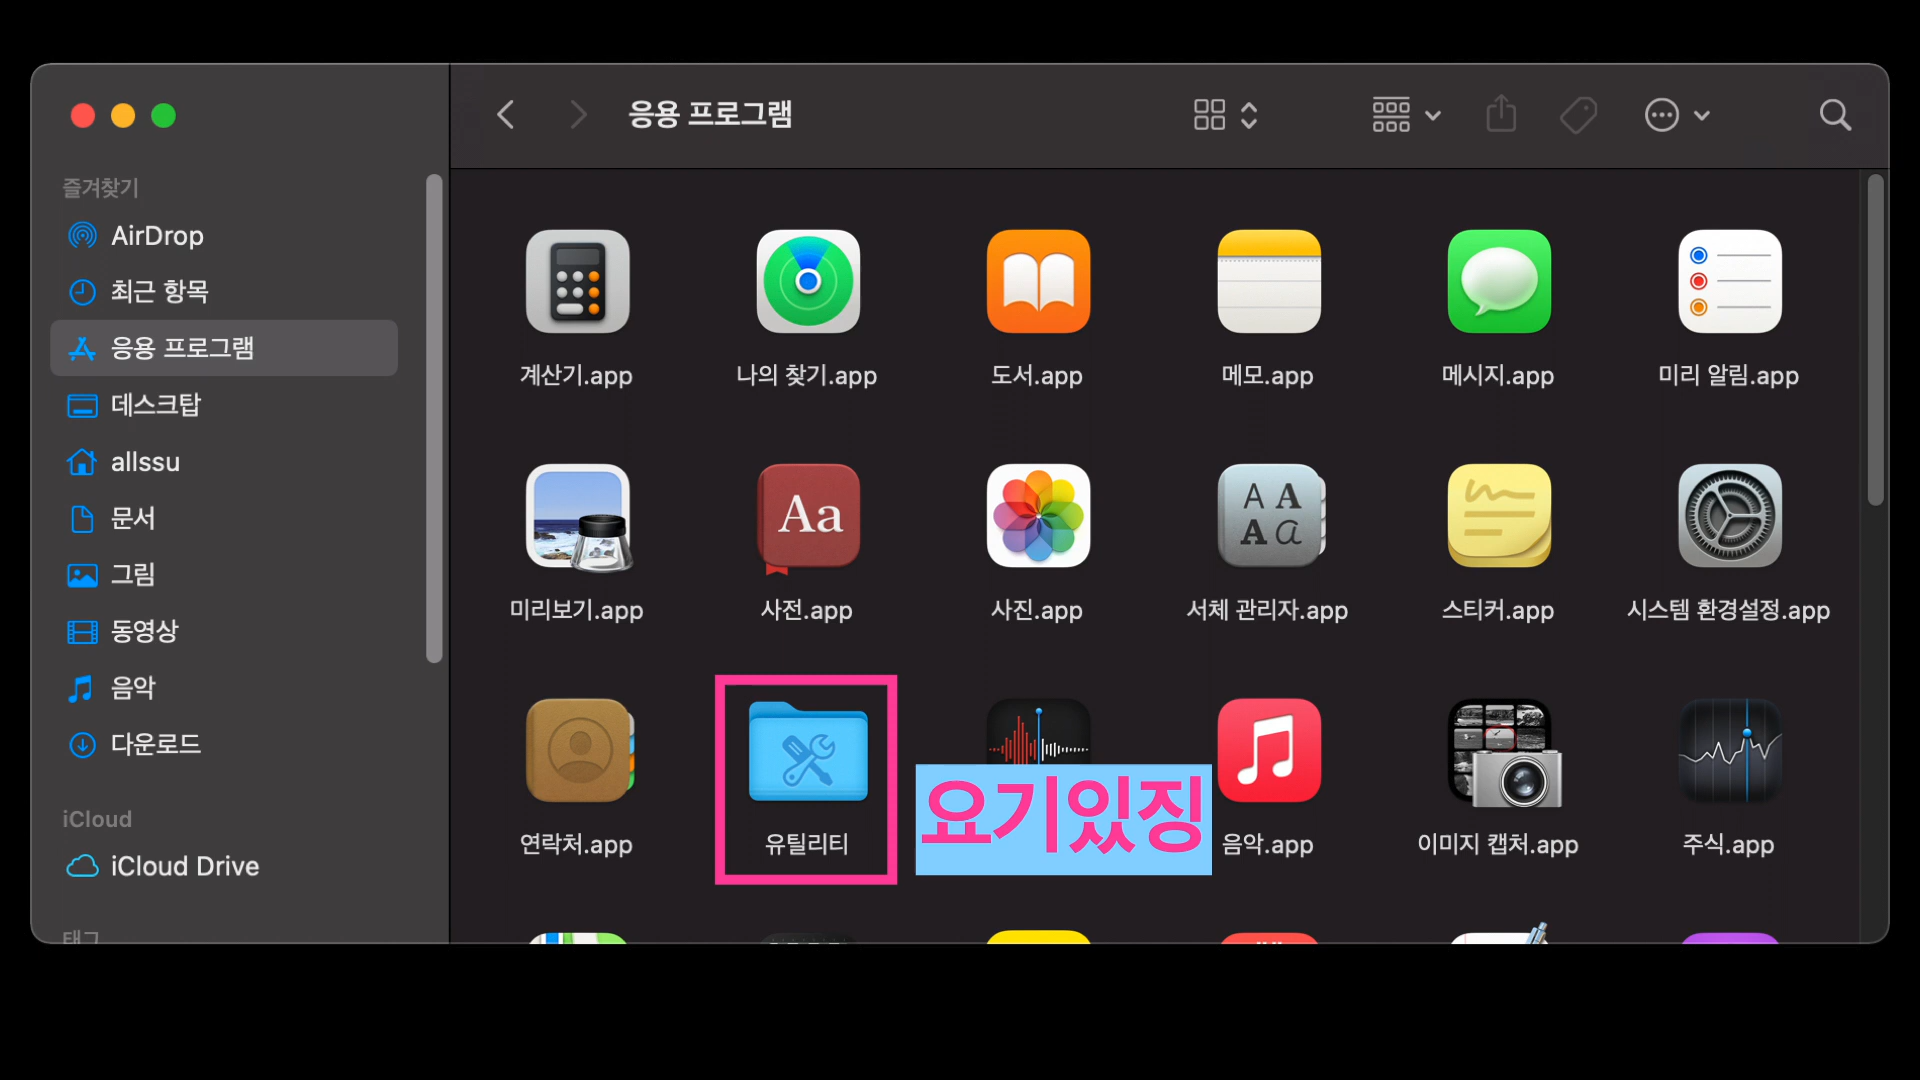 응용 프로그램
즐겨찾기
AirDrop
최근 항목
응용 프로그램
데스크탑
allssu
문서
그림
동영상
음악
다운로드
iCloud
iCloud Drive
태그
계산기.app
나의 찾기.app
도서.app
메모.app
메시지.app
미리 알림.app
Aa
A A
A a
미리보기.app
사전.app
사진.app
서체 관리자.app
스티커.app
시스템 환경설정.app
연락처.app
유틸리티
요기있징
음악.app
이미지 캡처.app
주식.app